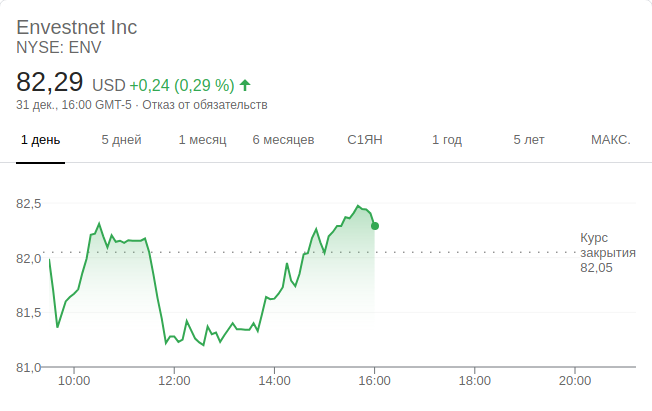 Envestnet Inc
NYSE: ENV
82,29 USD +0,24 (0,29 %)
31 дек., 16:00 GMT-5 · Отказ от обязательств
1 день 5 дней 1 месяц 6 месяцев С1ЯН 1 год 5 лет МАКС.
82,5
Курс
закрытия
82,05
82,0
81,5
81,0
10:00 12:00 14:00 16:00 18:00 20:00